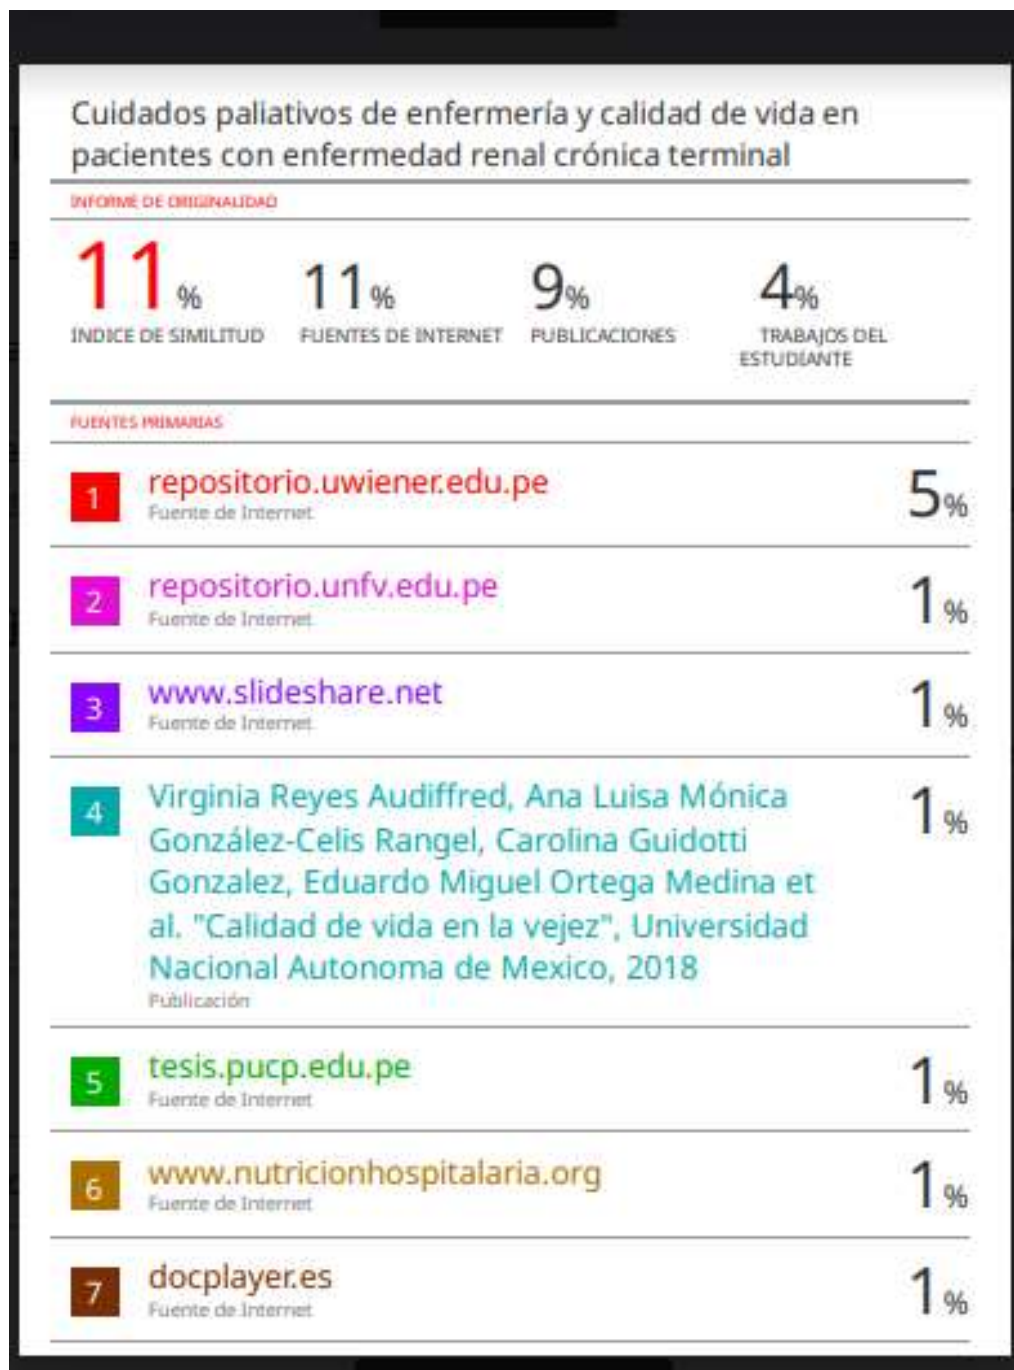 Cuidados paliativos de enfermería y calidad de vida en
pacientes con enfermedad renal crónica terminal
INFORME DE ORIGINALIDAD
11% 11% 9% 4%
INDICE DE SIMILITUD FUENTES DE INTERNET PUBLICACIONES TRABAJOS DEL
ESTUDIANTE
FUENTES PRIMARIAS
1 repositorio.uwiener.edu.pe 5%
Fuente de Internet
2 repositorio.unfv.edu.pe 1%
Fuente de Internet
3 www.slideshare.net 1%
Fuente de Internet
4 Virginia Reyes Audiffred, Ana Luisa Mónica 1%
González-Celis Rangel, Carolina Guidotti
Gonzalez, Eduardo Miguel Ortega Medina et
al. "Calidad de vida en la vejez", Universidad
Nacional Autonoma de Mexico, 2018
Publicación
5 tesis.pucp.edu.pe 1%
Fuente de Internet
6 www.nutricionhospitalaria.org 1%
Fuente de Internet
7 docplayer.es 1%
Fuente de Internet